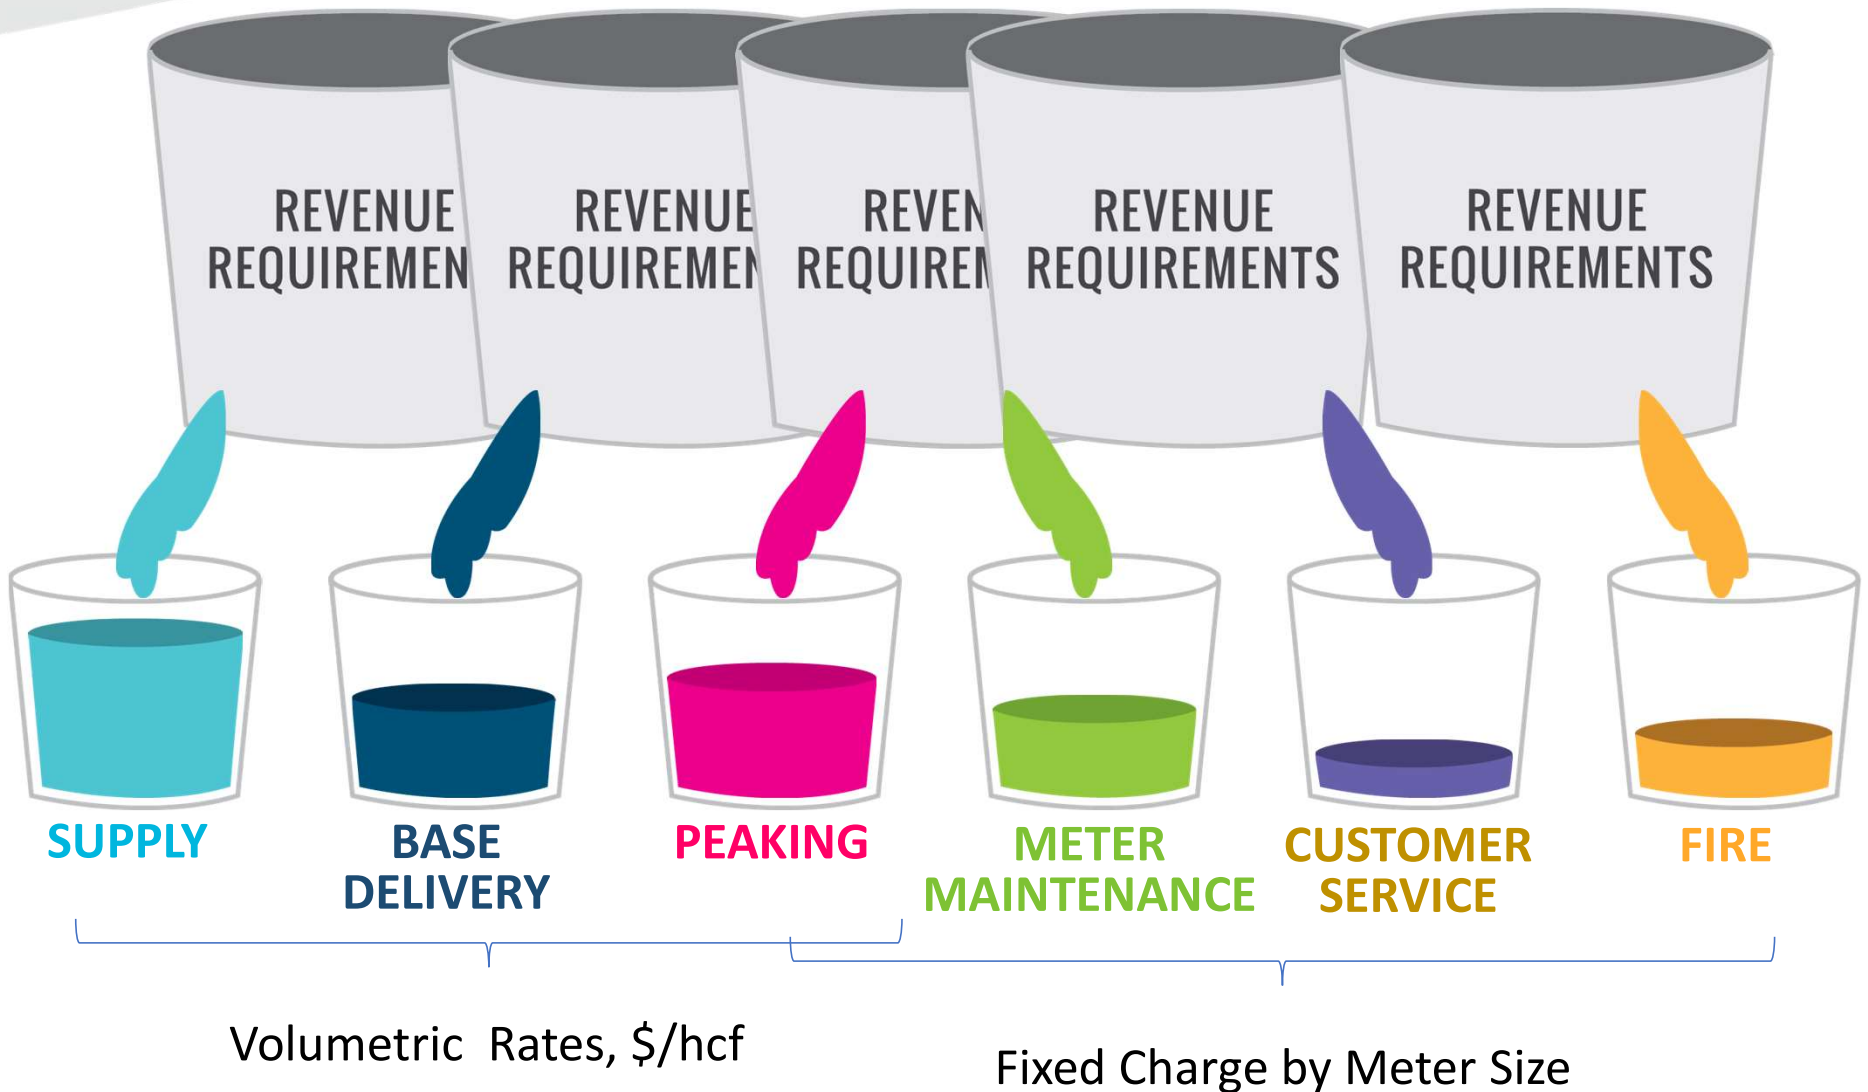 REVENUE
REQUIREMEN
REVENUE
REQUIREMEN
REVEN
REQUIREN
REVENUE
REQUIREMENTS
REVENUE
REQUIREMENTS
SUPPLY
BASE
DELIVERY
PEAKING
METER
MAINTENANCE
CUSTOMER
SERVICE
FIRE
Volumetric Rates, $/hcf
Fixed Charge by Meter Size